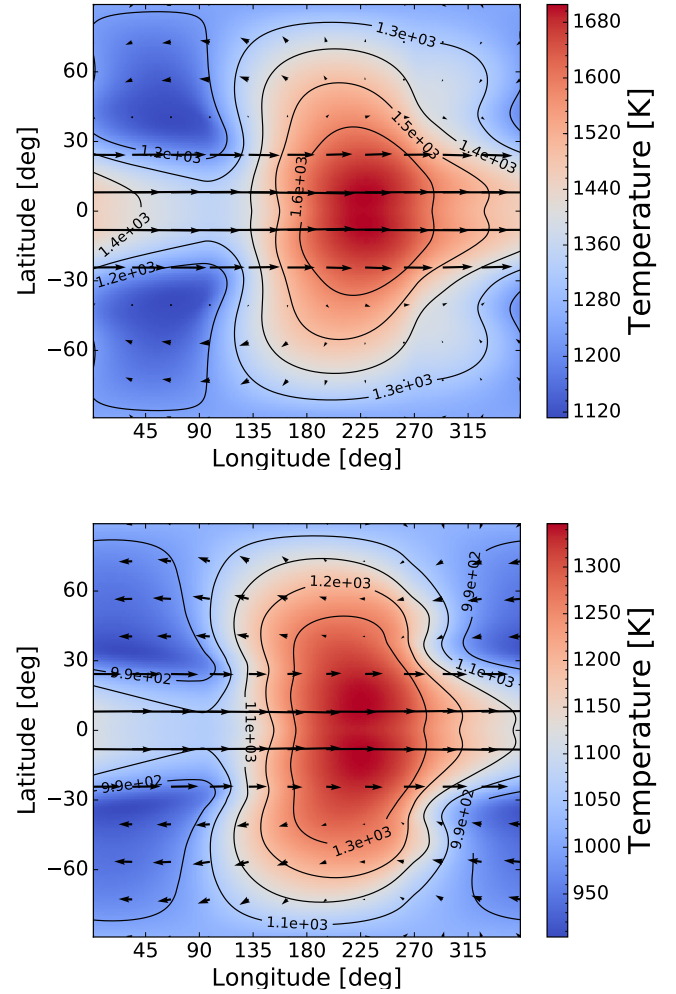 1.3e+03
1.5e+03
1.4e+03
1.3e+03
1.6e+03
1.4e+03
1.2e+03
1.3e+03
60
30
0
−30
−60
Latitude [deg]
45 90 135 180 225 270 315
Longitude [deg]
1680
1600
1520
1440
1360
1280
1200
1120
Temperature [K]
1.2e+03
9.9e+02
1.1e+03
9.9e+02
1.1e+03
9.9e+02
9.9e+02
1.3e+03
1.1e+03
60
30
0
−30
−60
Latitude [deg]
45 90 135 180 225 270 315
Longitude [deg]
1300
1250
1200
1150
1100
1050
1000
950
Temperature [K]